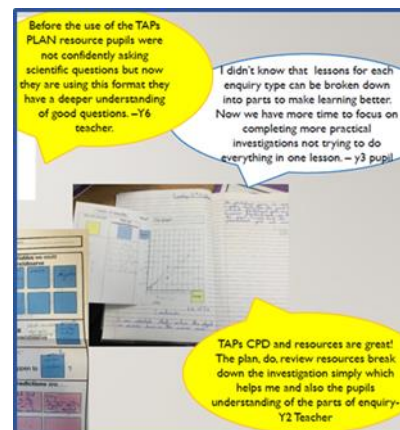 Before the use of the TAPs
PLAN resource pupils were
not confidently asking
scientific questions but now
they are using this format they
have a deeper understanding
of good questions. –Y6
teacher.
I didn't know that lessons for each
enquiry type can be broken down
into parts to make learning better.
Now we have more time to focus on
completing more practical
investigations not trying to do
everything in one lesson. – y3 pupil
TAPs CPD and resources are great!
The plan, do, review resources break
down the investigation simply which
helps me and also the pupils
understanding of the parts of enquiry-
Y2 Teacher